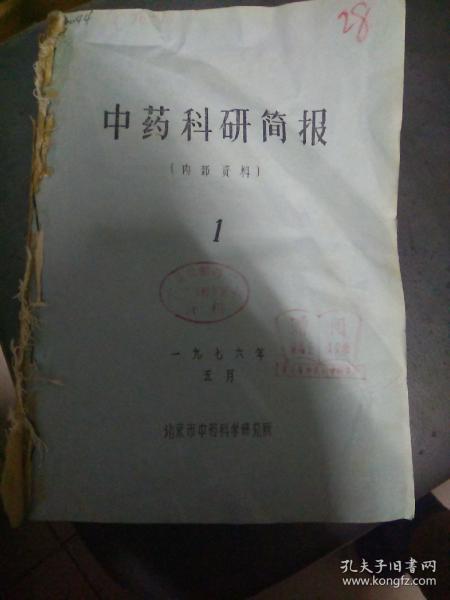 28
中药科研简报
（内部资料）
1
一九七六年
五月
北京市中药科学研究所
孔夫子旧书网
www.kongfz.com